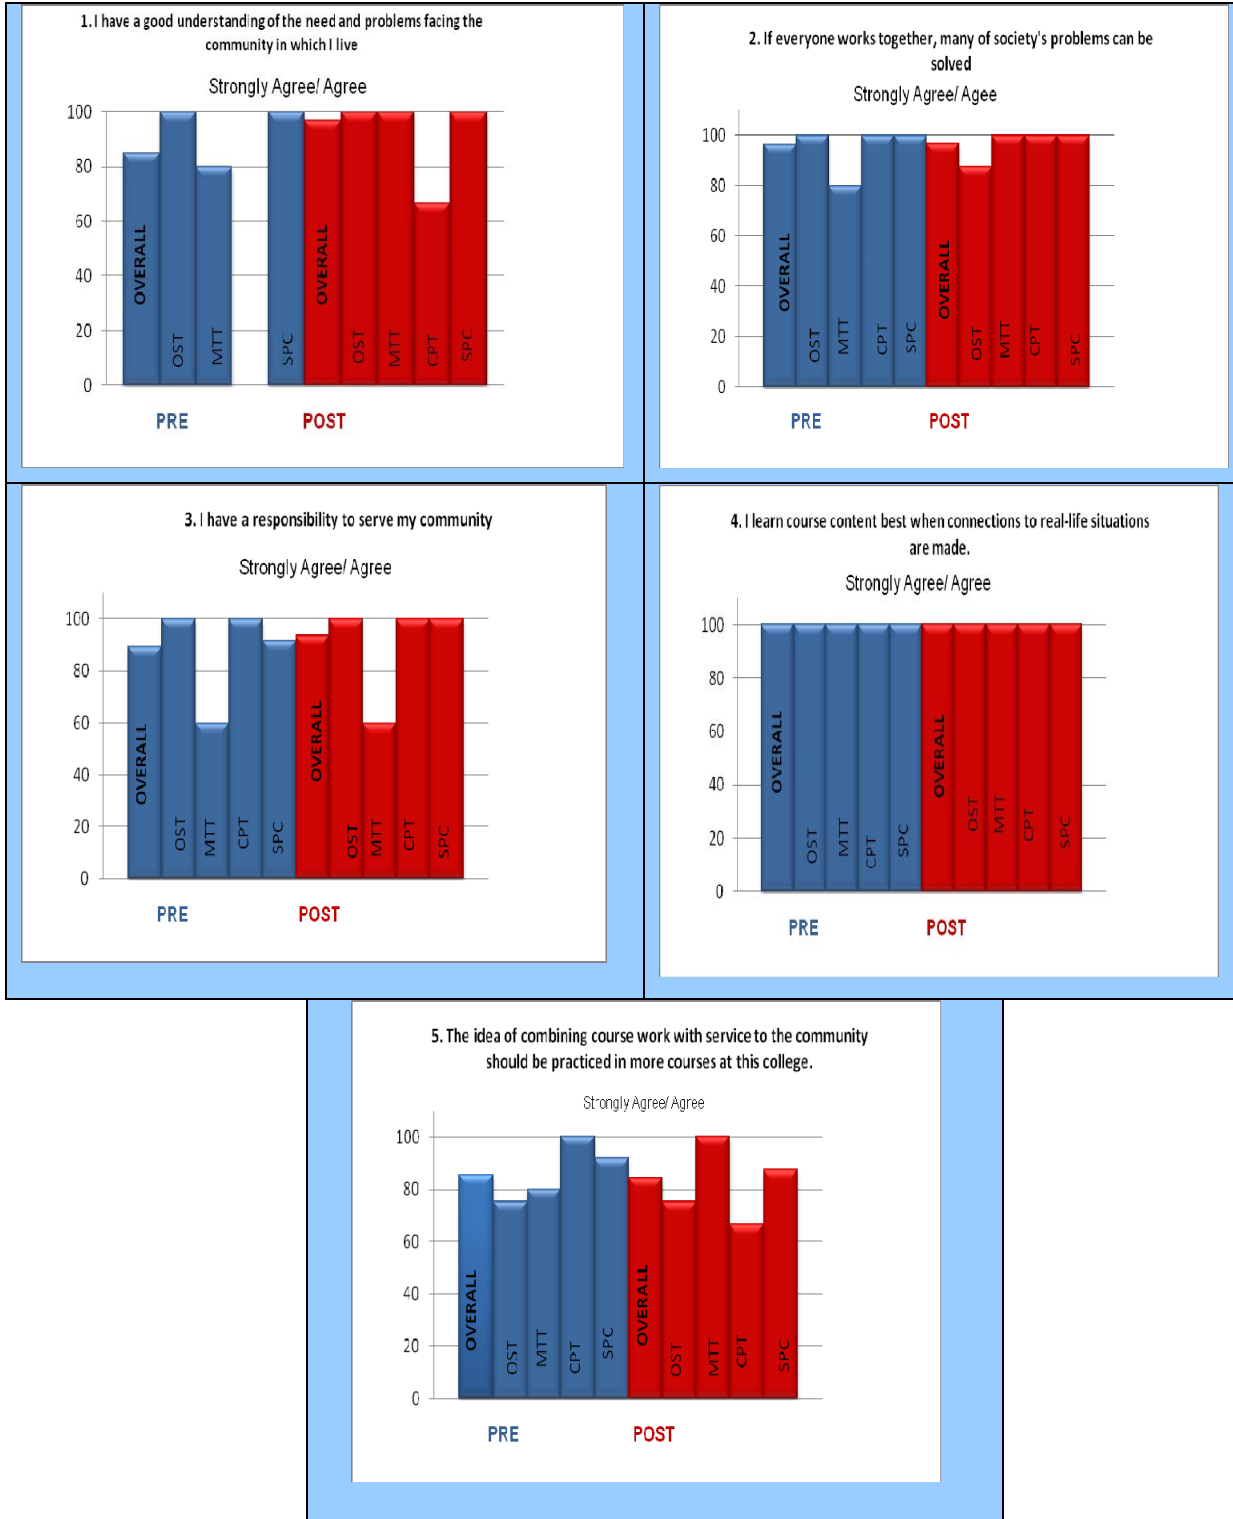 1. I have a good understanding of the need and problems facing the
community in which I live
Strongly Agree/ Agree
100
80
60
40
20
0
OVERALL
OST
MTT
SPC
OVERALL
OST
MTT
CPT
SPC
PRE
POST
2. If everyone works together, many of society's problems can be
solved
Strongly Agree/ Agee
100
80
60
40
20
0
OVERALL
OST
MTT
CPT
SPC
OVERALL
OST
MTT
CPT
SPC
PRE
POST
3. I have a responsibility to serve my community
Strongly Agree/ Agree
100
80
60
40
20
0
OVERALL
OST
MTT
CPT
SPC
OVERALL
OST
MTT
CPT
SPC
PRE
POST
4. I learn course content best when connections to real-life situations
are made.
Strongly Agree/ Agree
100
80
60
40
20
0
OVERALL
OST
MTT
CPT
SPC
OVERALL
OST
MTT
CPT
SPC
PRE
POST
5. The idea of combining course work with service to the community
should be practiced in more courses at this college.
Strongly Agree/ Agree
100
80
60
40
20
0
OVERALL
OST
MTT
CPT
SPC
OVERALL
OST
MTT
CPT
SPC
PRE
POST